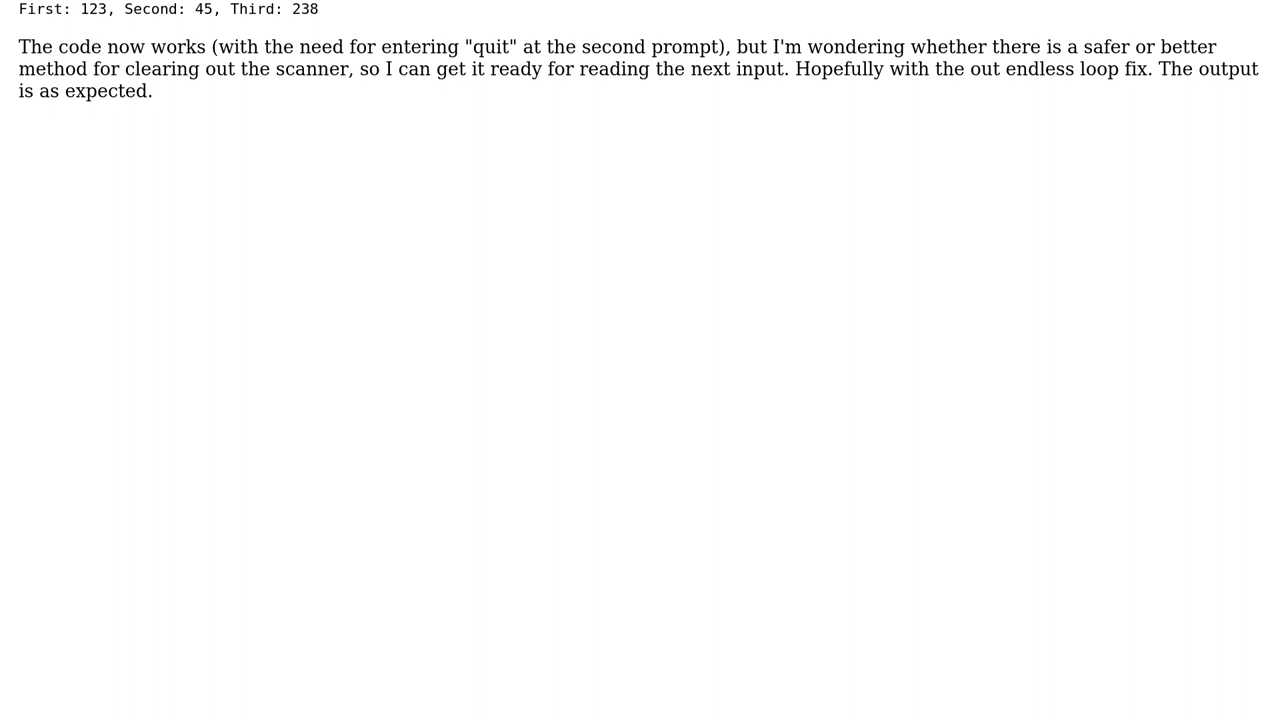 First: 123, Second: 45, Third: 238
The code now works (with the need for entering "quit" at the second prompt), but I'm wondering whether there is a safer or better
method for clearing out the scanner, so I can get it ready for reading the next input. Hopefully with the out endless loop fix. The output
is as expected.